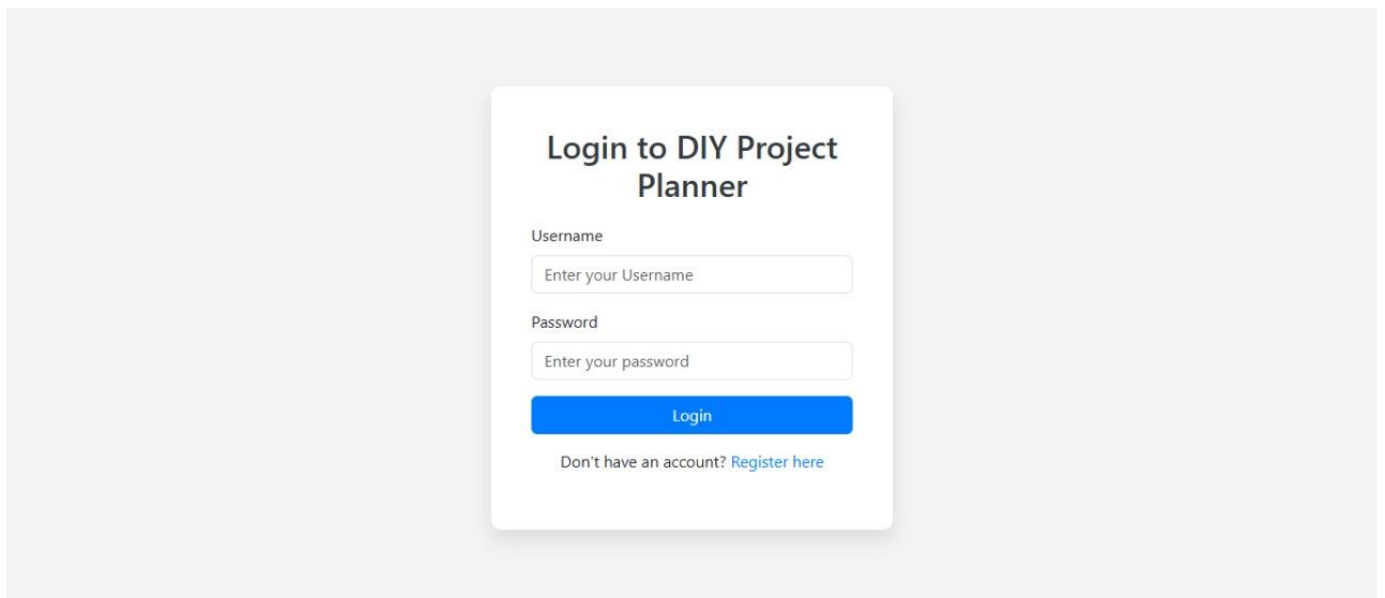 Login to DIY Project
Planner
Username
Enter your Username
Password
Enter your password
Login
Don't have an account? Register here